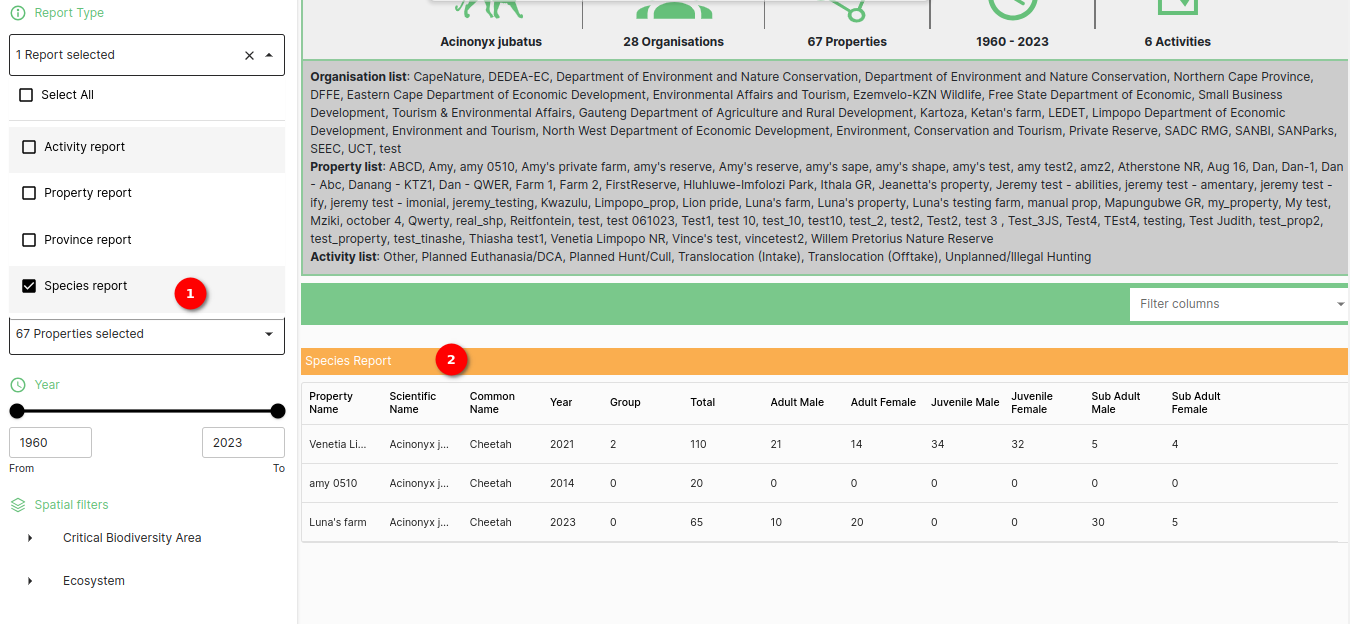 Report Type
1 Report selected
Select All
Activity report
Property report
Province report
Species report
1
67 Properties selected
Year
1960
2023
From
To
Spatial filters
Critical Biodiversity Area
Ecosystem
Acinonyx jubatus
28 Organisations
67 Properties
1960 - 2023
6 Activities
Organisation list: CapeNature, DEDEA-EC, Department of Environment and Nature Conservation, Department of Environment and Nature Conservation, Northern Cape Province,
DFFE, Eastern Cape Department of Economic Development, Environmental Affairs and Tourism, Ezemvelo-KZN Wildlife, Free State Department of Economic, Small Business
Development, Tourism & Environmental Affairs, Gauteng Department of Agriculture and Rural Development, Kartoza, Ketan's farm, LEDET, Limpopo Department of Economic
Development, Environment and Tourism, North West Department of Economic Development, Environment, Conservation and Tourism, Private Reserve, SADC RMG, SANBI, SANParks,
SEEC, UCT, test
Property list: ABCD, Amy, amy 0510, Amy's private farm, amy's reserve, Amy's reserve, amy's sape, amy's shape, amy's test, amy test2, amz2, Atherstone NR, Aug 16, Dan, Dan-1, Dan
- Abc, Danang - KTZ1, Dan - QWER, Farm 1, Farm 2, FirstReserve, Hluhluwe-Imfolozi Park, Ithala GR, Jeanetta's property, Jeremy test - abilities, jeremy test - amentary, jeremy test -
ify, jeremy test - imonial, jeremy_testing, Kwazulu, Limpopo_prop, Lion pride, Luna's farm, Luna's property, Luna's testing farm, manual prop, Mapungubwe GR, my_property, My test,
Mziki, october 4, Qwerty, real_shp, Reitfontein, test, test 061023, Test1, test 10, test_10, test10, test_2, test2, Test2, test 3 , Test_3JS, Test4, TEst4, testing, Test Judith, test_prop2,
test_property, test_tinashe, Thiasha test1, Venetia Limpopo NR, Vince's test, vincetest2, Willem Pretorius Nature Reserve
Activity list: Other, Planned Euthanasia/DCA, Planned Hunt/Cull, Translocation (Intake), Translocation (Offtake), Unplanned/Illegal Hunting
Filter columns
Species Report
2
Property Name Scientific Name Common Name Year Group Total Adult Male Adult Female Juvenile Male Juvenile Female Sub Adult Male Sub Adult Female
Venetia Li... Acinonyx j... Cheetah 2021 2 110 21 14 34 32 5 4
amy 0510 Acinonyx j... Cheetah 2014 0 20 0 0 0 0 0 0
Luna's farm Acinonyx j... Cheetah 2023 0 65 10 20 0 0 30 5